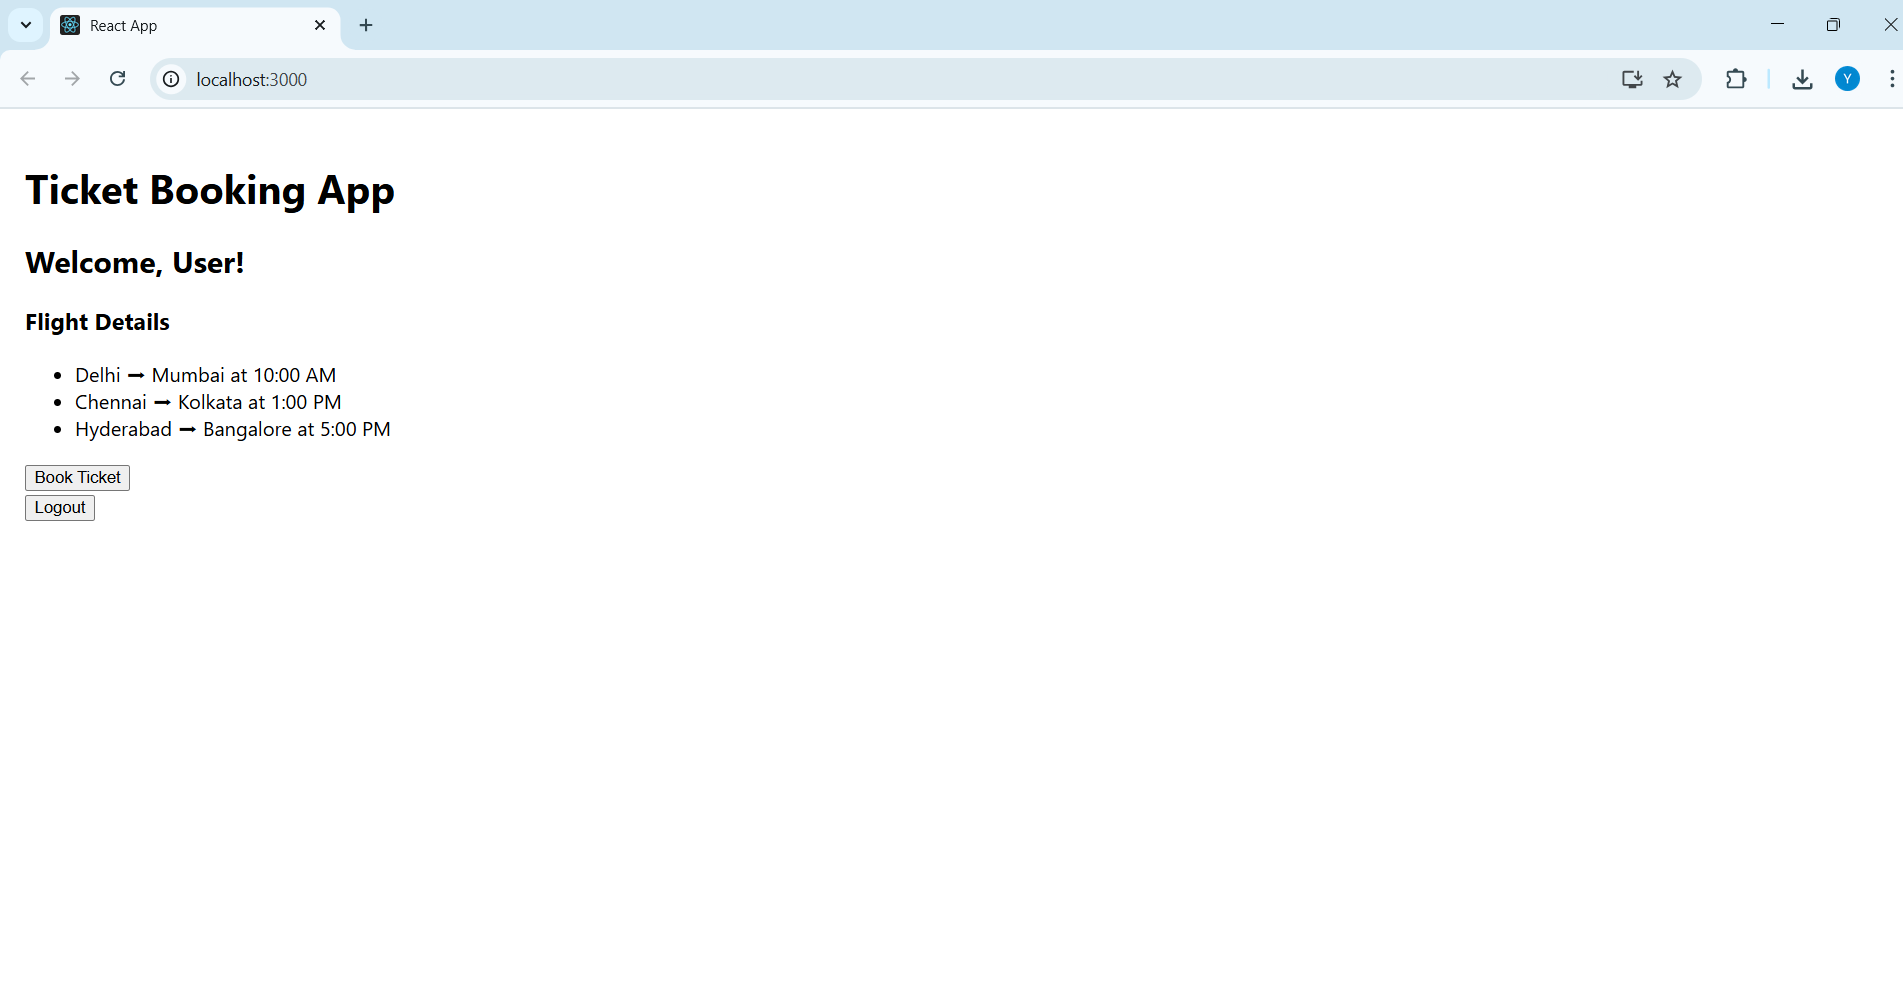 React App
localhost:3000
Y
Ticket Booking App
Welcome, User!
Flight Details
• Delhi ➞ Mumbai at 10:00 AM
• Chennai ➞ Kolkata at 1:00 PM
• Hyderabad ➞ Bangalore at 5:00 PM
Book Ticket
Logout